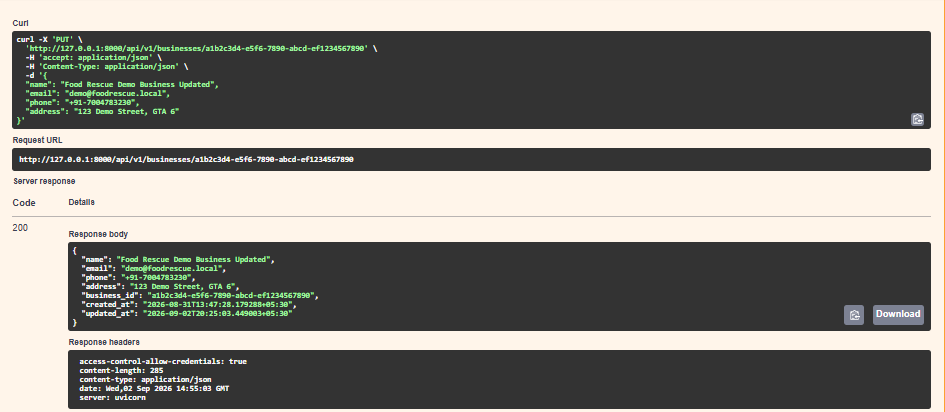 Curl
curl -X 'PUT' \
'http://127.0.0.1:8000/api/v1/businesses/a1b2c3d4-e5f6-7890-abcd-ef1234567890' \
-H 'accept: application/json' \
-H 'Content-Type: application/json' \
-d '{
"name": "Food Rescue Demo Business Updated",
"email": "demo@foodrescue.local",
"phone": "+91-7004783230",
"address": "123 Demo Street, GTA 6"
}'
Request URL
http://127.0.0.1:8000/api/v1/businesses/a1b2c3d4-e5f6-7890-abcd-ef1234567890
Server response
Code Details
200
Response body
{
"name": "Food Rescue Demo Business Updated",
"email": "demo@foodrescue.local",
"phone": "+91-7004783230",
"address": "123 Demo Street, GTA 6",
"business_id": "a1b2c3d4-e5f6-7890-abcd-ef1234567890",
"created_at": "2026-08-31T13:47:28.179288+05:30",
"updated_at": "2026-09-02T20:25:03.449003+05:30"
}
Download
Response headers
access-control-allow-credentials: true
content-length: 285
content-type: application/json
date: Wed,02 Sep 2026 14:55:03 GMT
server: uvicorn